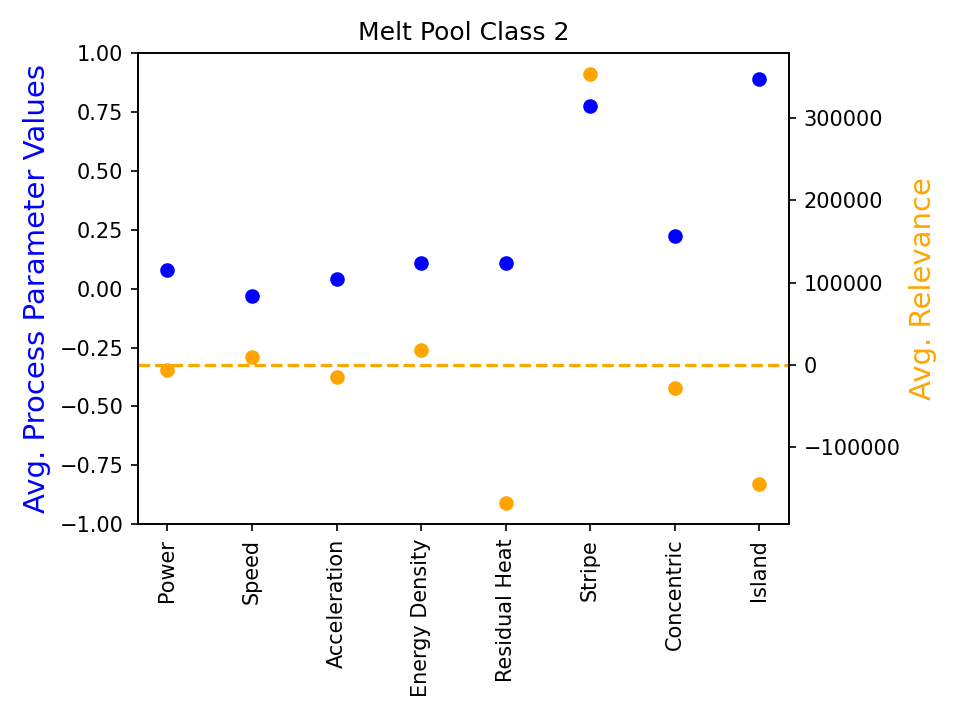 Melt Pool Class 2
Avg. Process Parameter Values
1.00
0.75
0.50
0.25
0.00
−0.25
−0.50
−0.75
−1.00
300000
200000
100000
0
−100000
Avg. Relevance
Power
Speed
Acceleration
Energy Density
Residual Heat
Stripe
Concentric
Island